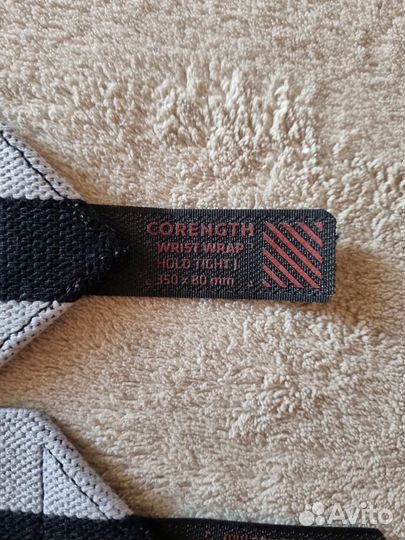 CORENGTH
WRIST WRAP
HOLD TIGHT I
350 x 80 mm
Avito